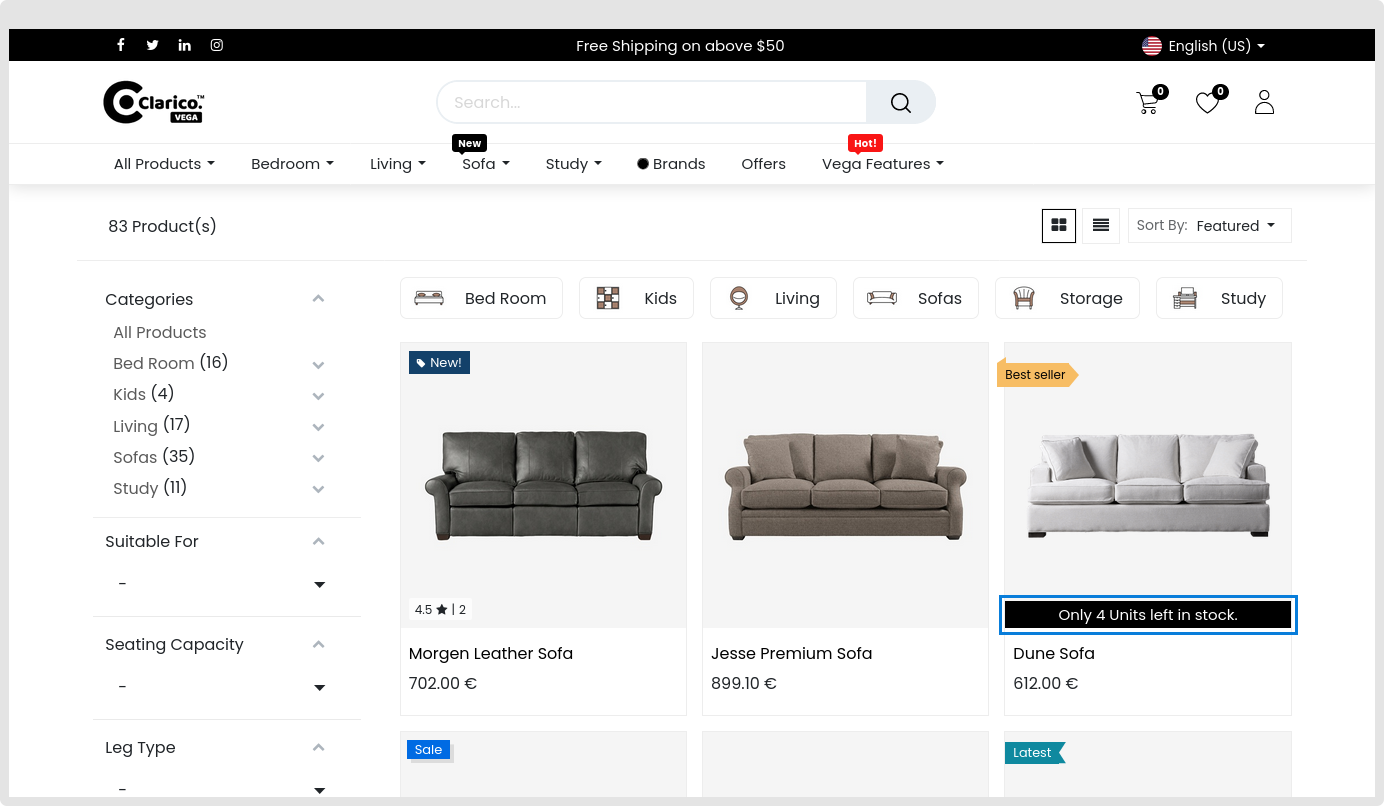 Free Shipping on above $50
English (US)
Clarico.™
VEGA
Search...
0
0
New
Hot!
All Products
Bedroom
Living
Sofa
Study
Brands
Offers
Vega Features
83 Product(s)
Sort By: Featured
Categories
All Products
Bed Room (16)
Kids (4)
Living (17)
Sofas (35)
Study (11)
Suitable For
-
Seating Capacity
-
Leg Type
-
Bed Room
Kids
Living
Sofas
Storage
Study
New!
4.5 ★ | 2
Morgen Leather Sofa
702.00 €
Jesse Premium Sofa
899.10 €
Best seller
Only 4 Units left in stock.
Dune Sofa
612.00 €
Sale
Latest